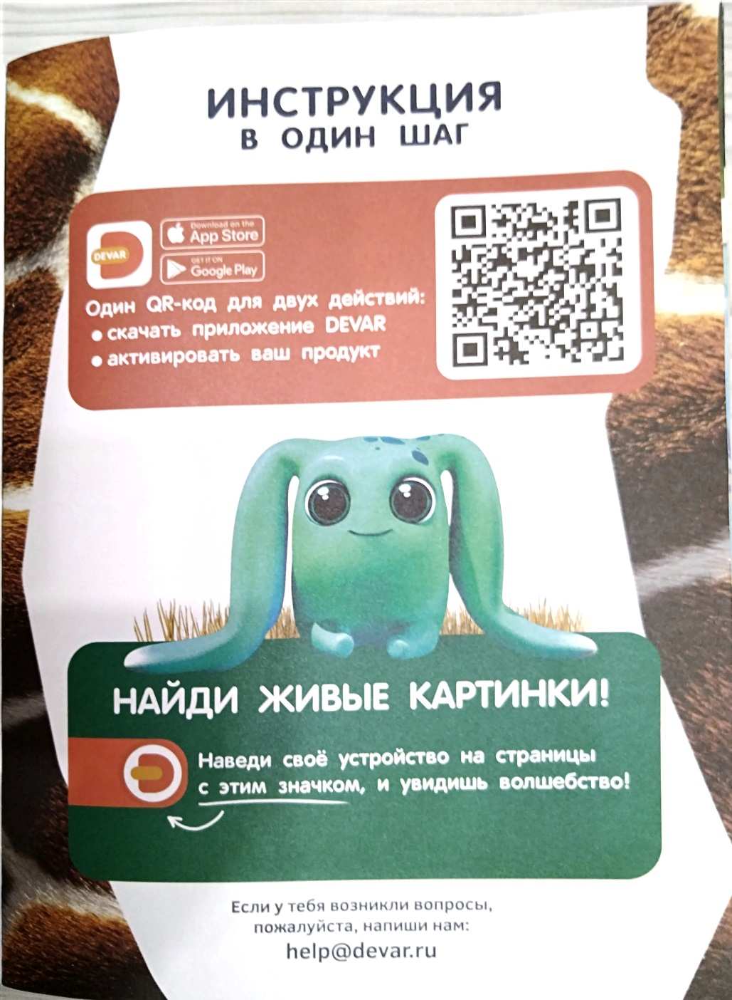 ИНСТРУКЦИЯ
В ОДИН ШАГ
DEVAR
Download on the
App Store
GET IT ON
Google Play
Один QR-код для двух действий:
• скачать приложение DEVAR
• активировать ваш продукт
НАЙДИ ЖИВЫЕ КАРТИНКИ!
Наведи своё устройство на страницы
с этим значком, и увидишь волшебство!
Если у тебя возникли вопросы,
пожалуйста, напиши нам:
help@devar.ru